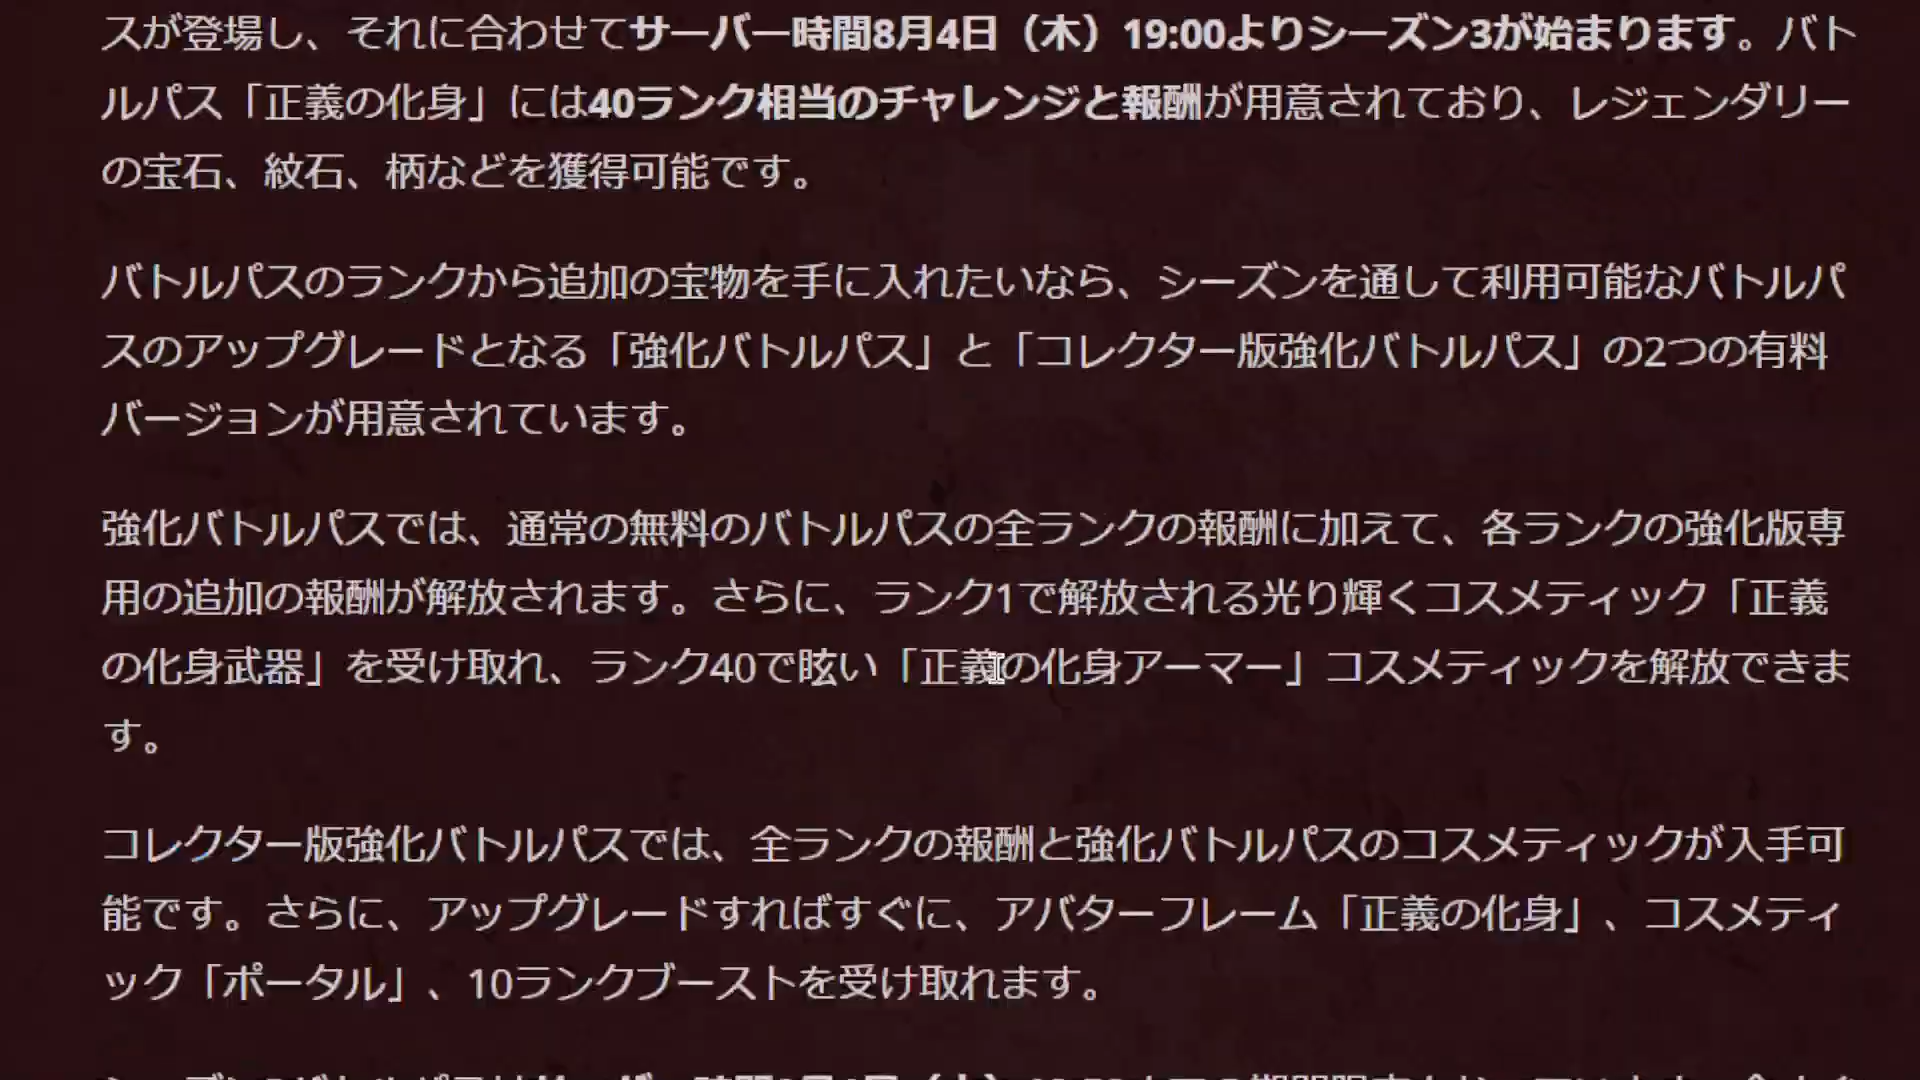 スが登場し、それに合わせてサーバー時間8月4日（木）19:00よりシーズン3が始まります。バト
ルパス「正義の化身」には40ランク相当のチャレンジと報酬が用意されており、レジェンダリー
の宝石、紋石、柄などを獲得可能です。
バトルパスのランクから追加の宝物を手に入れたいなら、シーズンを通して利用可能なバトルパ
スのアップグレードとなる「強化バトルパス」と「コレクター版強化バトルパス」の2つの有料
バージョンが用意されています。
強化バトルパスでは、通常の無料のバトルパスの全ランクの報酬に加えて、各ランクの強化版専
用の追加の報酬が解放されます。さらに、ランク1で解放される光り輝くコスメティック「正義
の化身武器」を受け取れ、ランク40で眩い「正義の化身アーマー」コスメティックを解放できま
す。
コレクター版強化バトルパスでは、全ランクの報酬と強化バトルパスのコスメティックが入手可
能です。さらに、アップグレードすればすぐに、アバターフレーム「正義の化身」、コスメティ
ック「ポータル」、10ランクブーストを受け取れます。